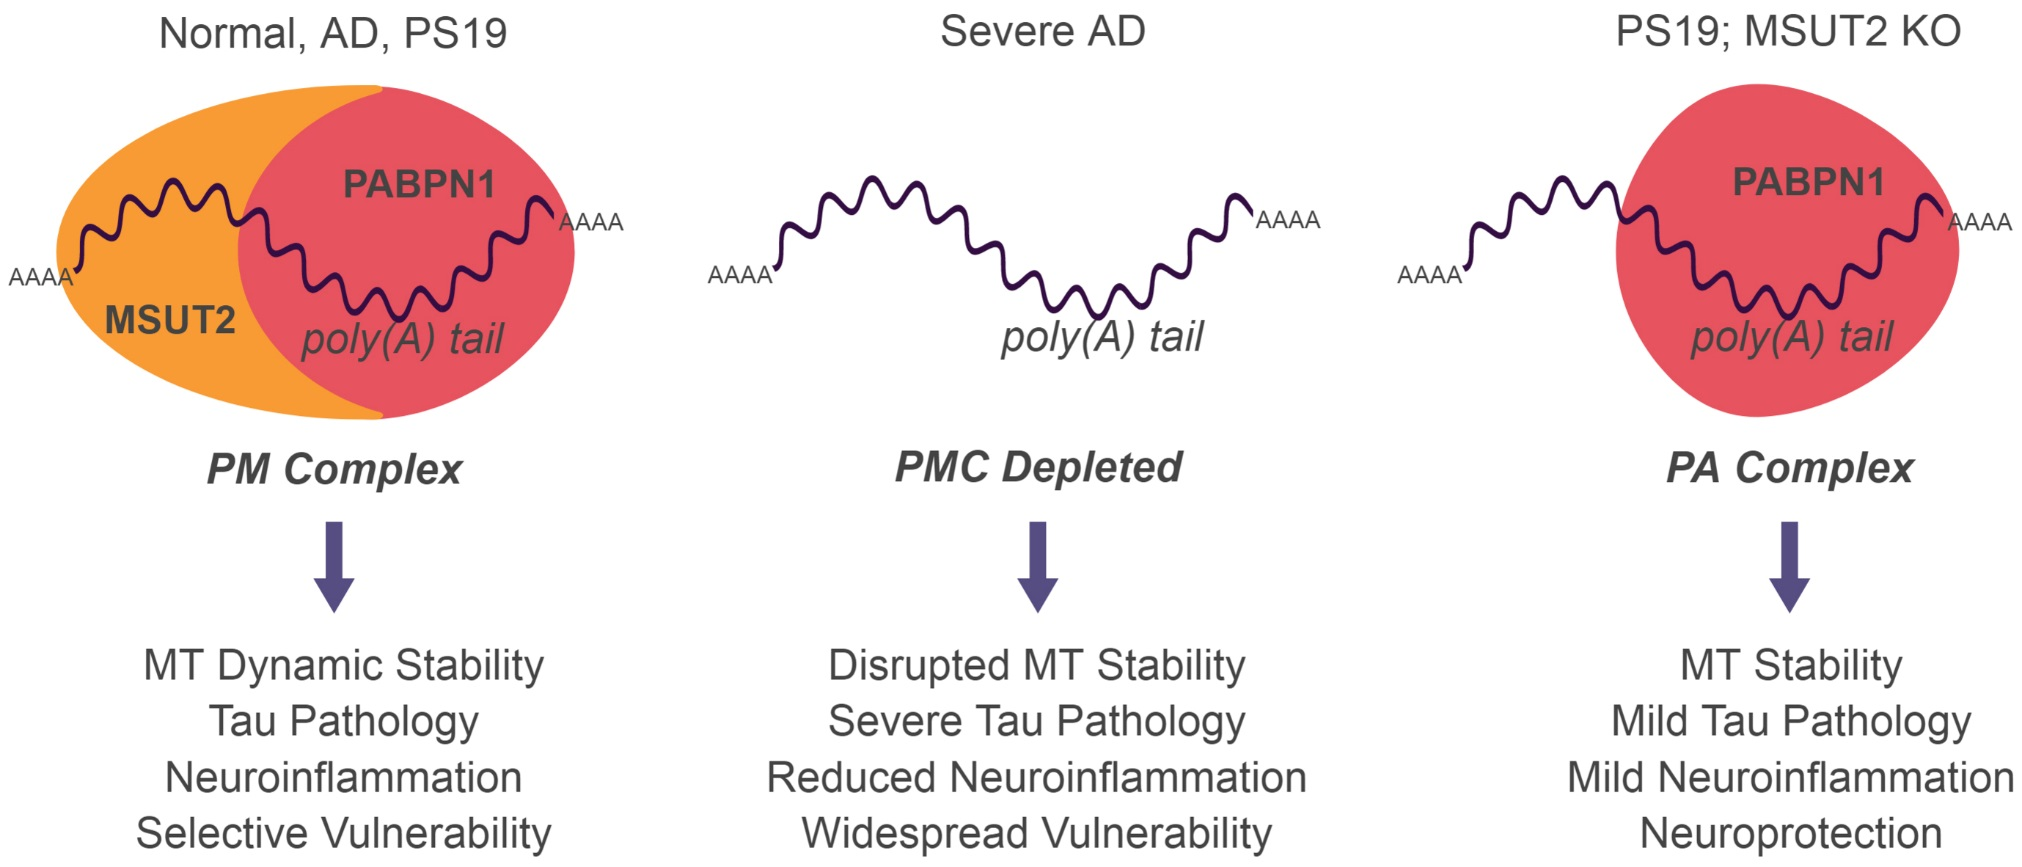 Normal, AD, PS19
PABPN1
AAAA
AAAA
MSUT2
poly(A) tail
PM Complex
MT Dynamic Stability
Tau Pathology
Neuroinflammation
Selective Vulnerability
Severe AD
AAAA
AAAA
poly(A) tail
PMC Depleted
Disrupted MT Stability
Severe Tau Pathology
Reduced Neuroinflammation
Widespread Vulnerability
PS19; MSUT2 KO
PABPN1
AAAA
AAAA
poly(A) tail
PA Complex
MT Stability
Mild Tau Pathology
Mild Neuroinflammation
Neuroprotection